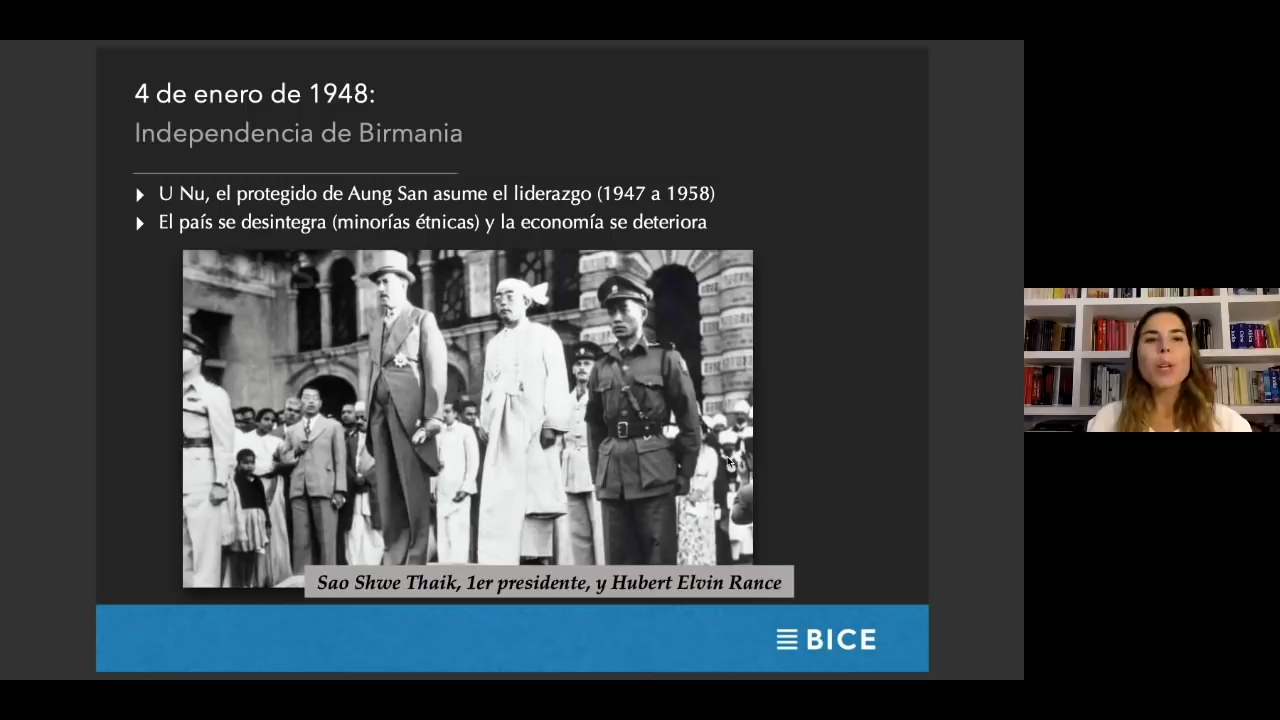 4 de enero de 1948:
Independencia de Birmania
U Nu, el protegido de Aung San asume el liderazgo (1947 a 1958)
El país se desintegra (minorías étnicas) y la economía se deteriora
Sao Shwe Thaik, 1er presidente, y Hubert Elvin Rance
BICE